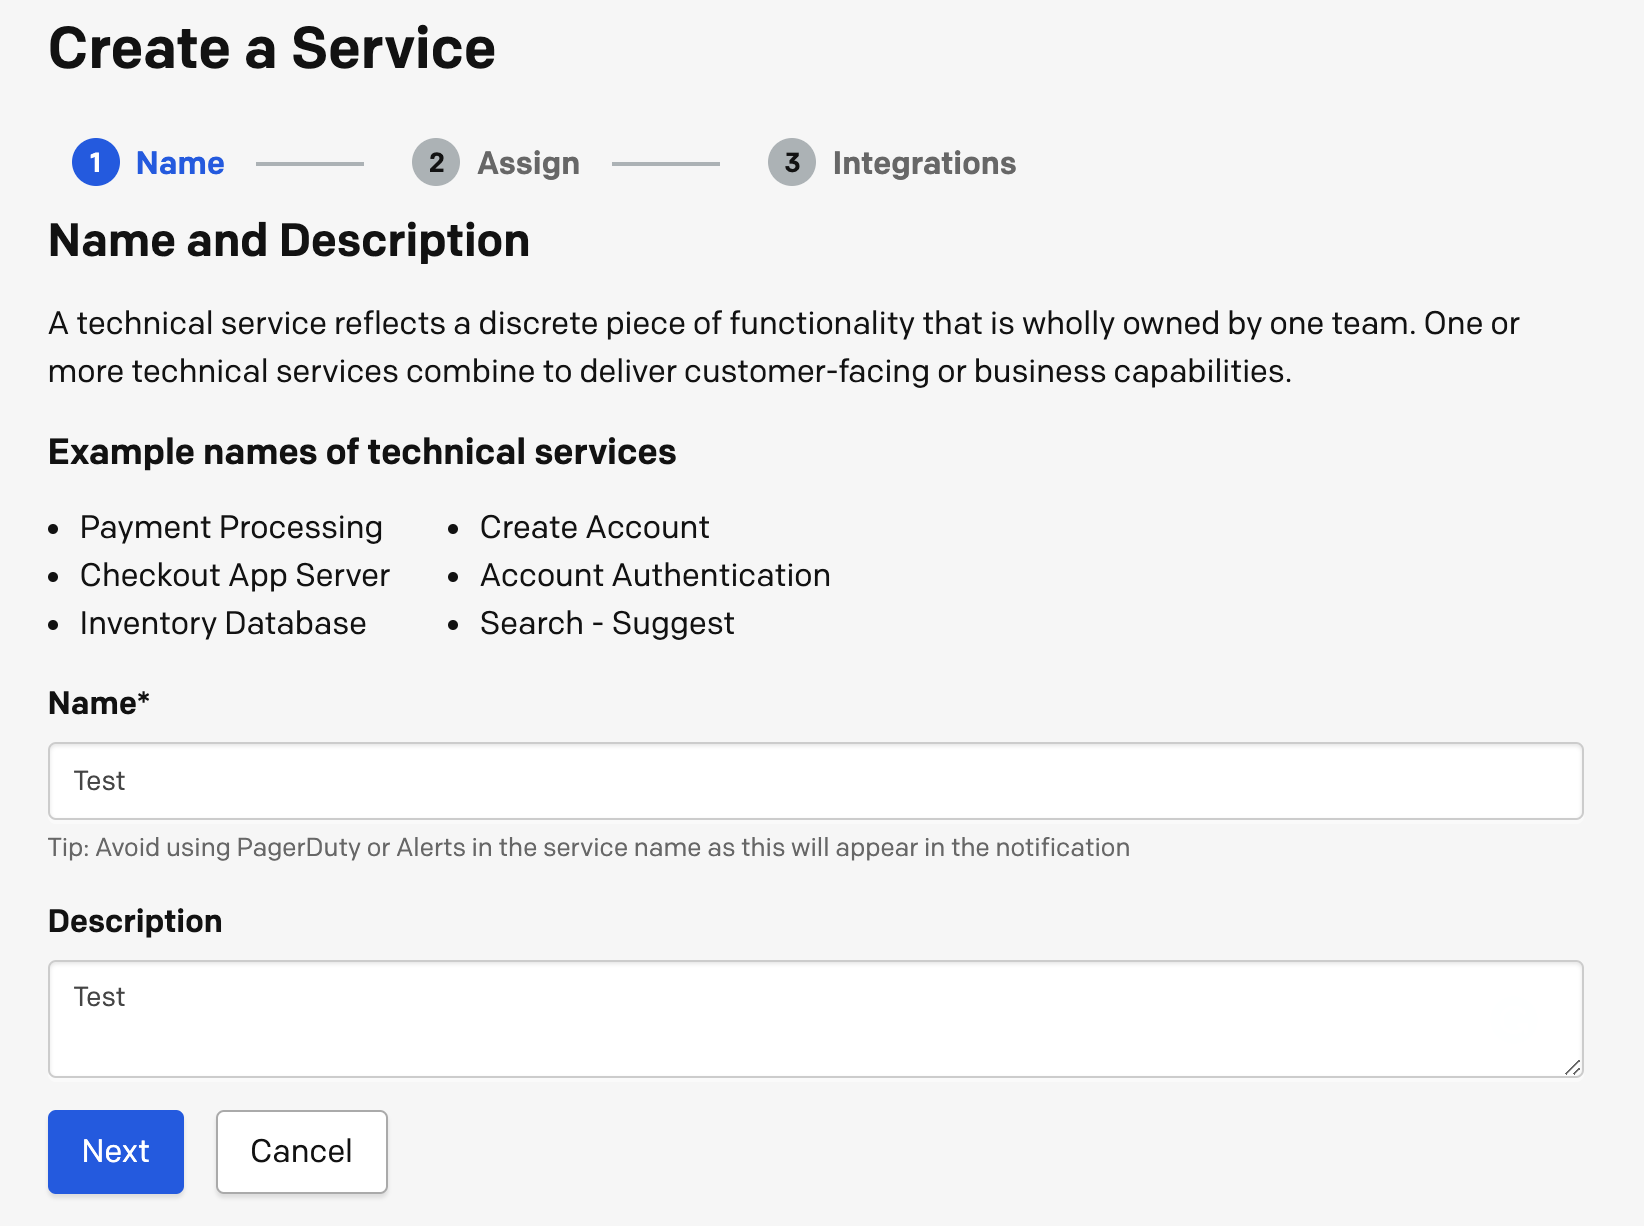 Create a Service
1 Name 2 Assign 3 Integrations
Name and Description
A technical service reflects a discrete piece of functionality that is wholly owned by one team. One or
more technical services combine to deliver customer-facing or business capabilities.
Example names of technical services
• Payment Processing
• Checkout App Server
• Inventory Database
• Create Account
• Account Authentication
• Search - Suggest
Name*
Test
Tip: Avoid using PagerDuty or Alerts in the service name as this will appear in the notification
Description
Test
Next Cancel